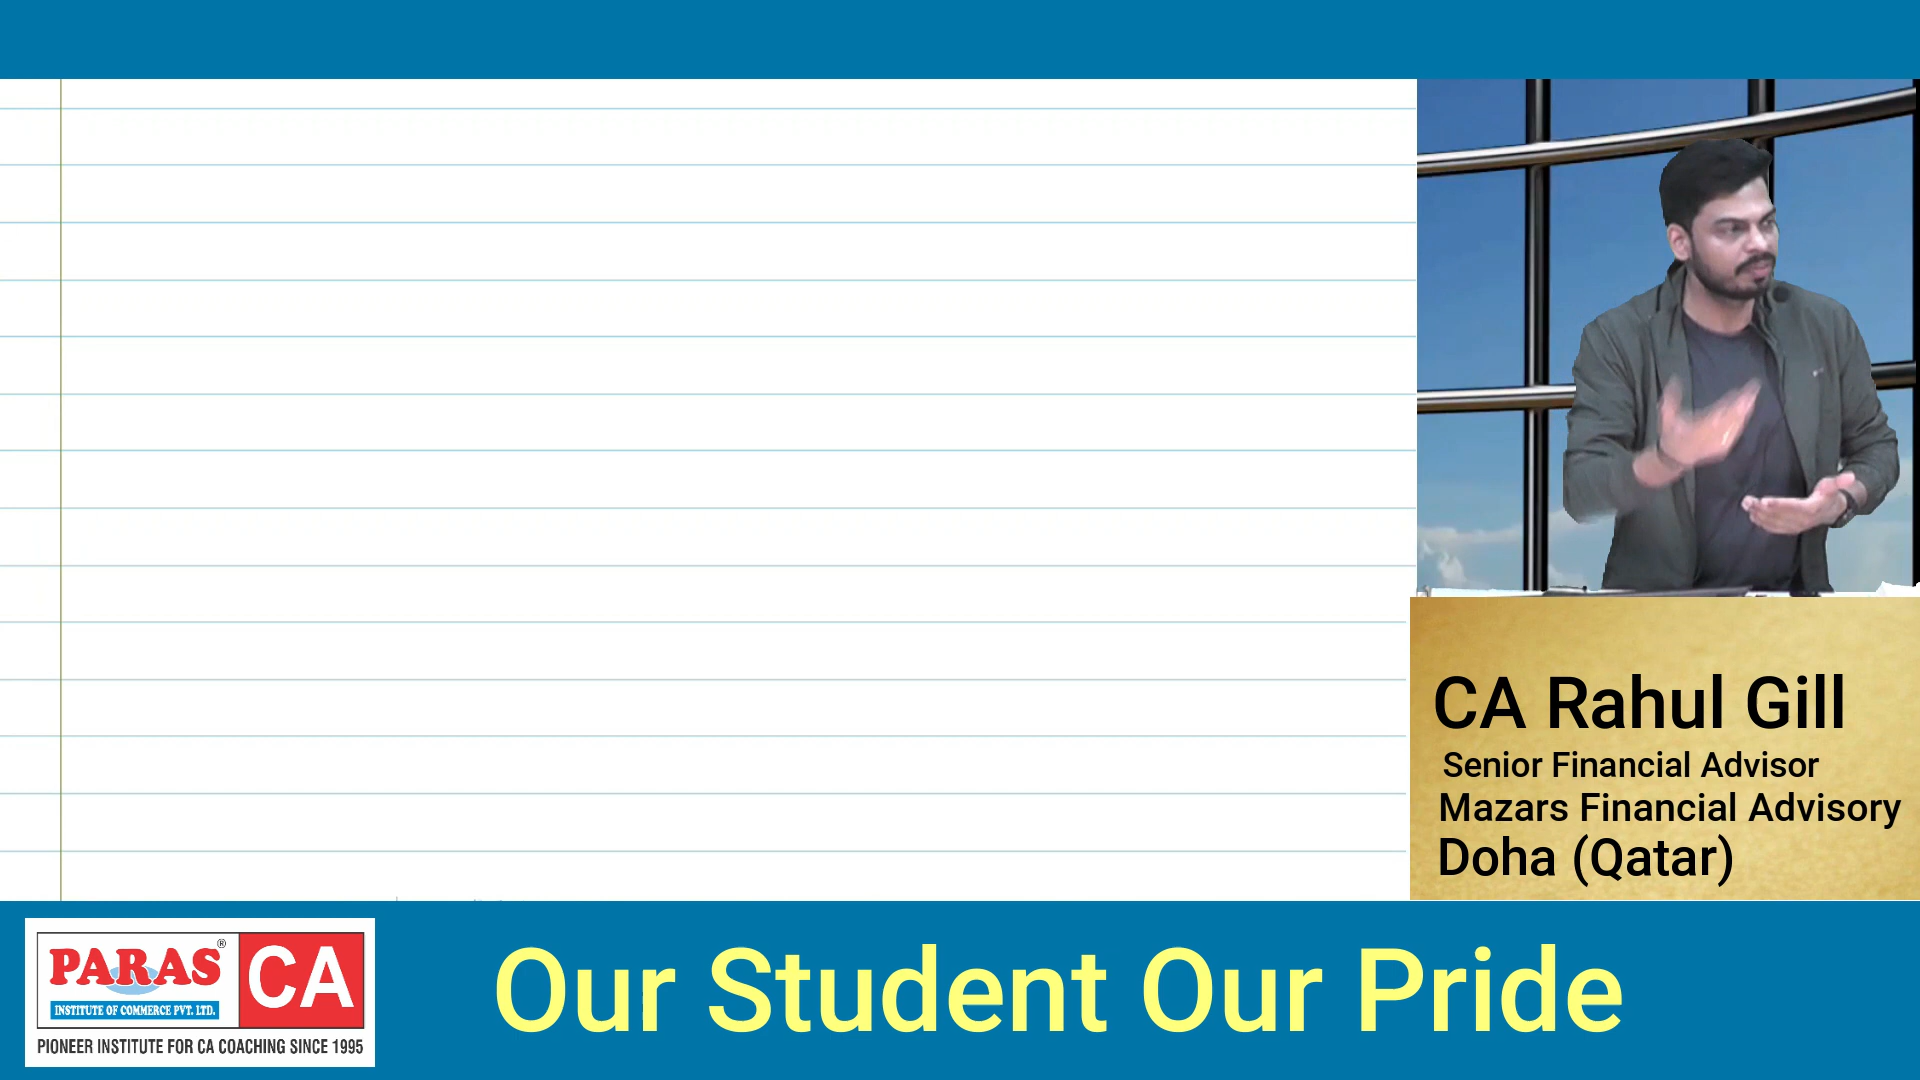 CA Rahul Gill
Senior Financial Advisor
Mazars Financial Advisory
Doha (Qatar)
PARAS® CA
INSTITUTE OF COMMERCE PVT. LTD.
PIONEER INSTITUTE FOR CA COACHING SINCE 1995
Our Student Our Pride